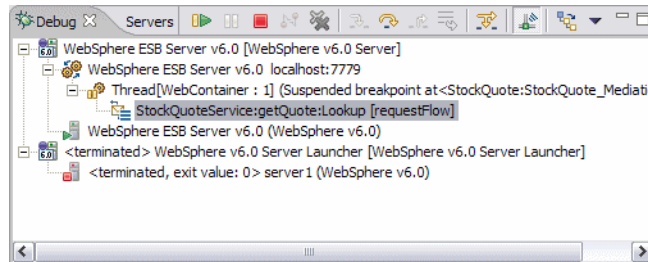 Debug Servers
WebSphere ESB Server v6.0 [WebSphere v6.0 Server]
WebSphere ESB Server v6.0 localhost:7779
Thread[WebContainer : 1] (Suspended breakpoint at<StockQuote:StockQuote_Mediati
StockQuoteService:getQuote:Lookup [requestFlow]
WebSphere ESB Server v6.0 (WebSphere v6.0)
<terminated> WebSphere v6.0 Server Launcher [WebSphere v6.0 Server Launcher]
<terminated, exit value: 0> server1 (WebSphere v6.0)